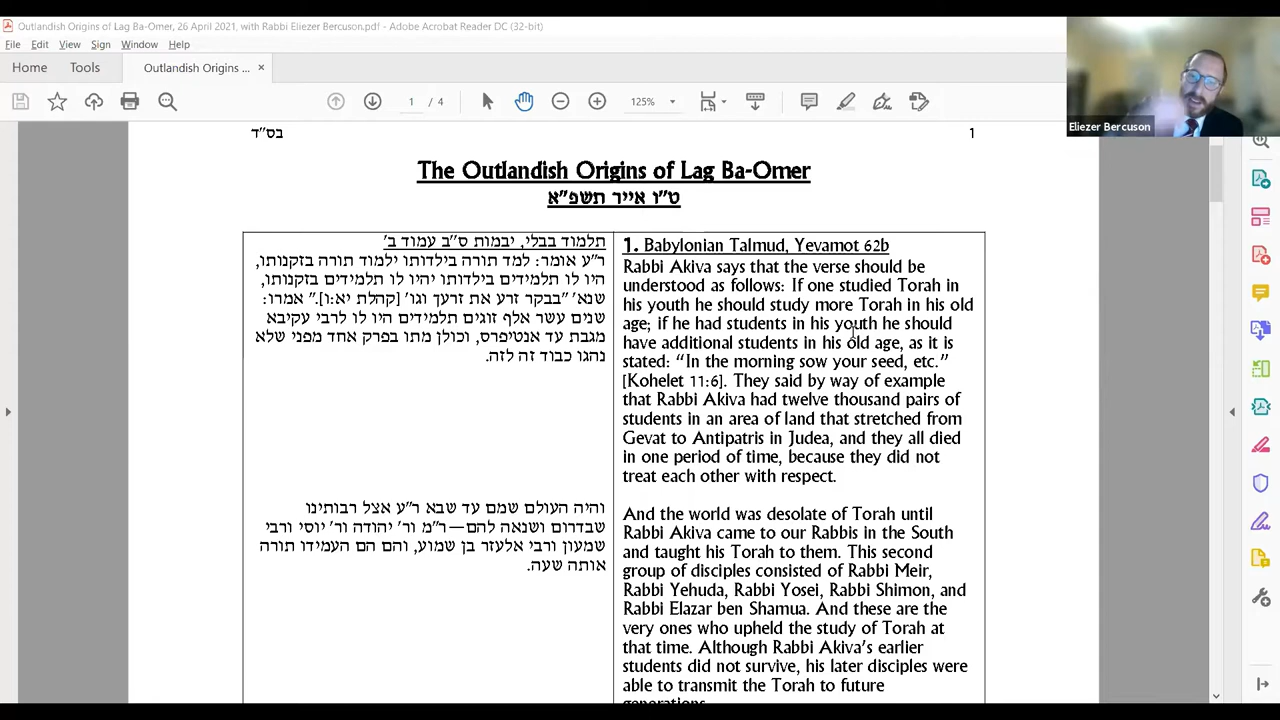 Outlandish Origins of Lag Ba-Omer, 26 April 2021, with Rabbi Eliezer Bercuson.pdf - Adobe Acrobat Reader DC (32-bit)
File Edit View Sign Window Help
Home Tools Outlandish Origins ... ×
1 / 4 125%
Eliezer Bercuson
בס"ד 1
The Outlandish Origins of Lag Ba-Omer
ט"ו אייר תשפ"א
תלמוד בבלי, יבמות ס"ב עמוד ב'
ר"ע אומר: למד תורה בילדותו ילמוד תורה בזקנותו,
היו לו תלמידים בילדותו יהיו לו תלמידים בזקנותו,
שנא' "בבקר זרע את זרעך וגו' [קהלת יא:ו]." אמרו:
שנים עשר אלף זוגים תלמידים היו לו לרבי עקיבא
מגבת עד אנטיפרס, וכולן מתו בפרק אחד מפני שלא
נהגו כבוד זה לזה.
והיה העולם שמם עד שבא ר"ע אצל רבותינו
שבדרום ושנאה להם—ר"מ ור' יהודה ור' יוסי ורבי
שמעון ורבי אלעזר בן שמוע, והם הם העמידו תורה
אותה שעה.
1. Babylonian Talmud, Yevamot 62b
Rabbi Akiva says that the verse should be
understood as follows: If one studied Torah in
his youth he should study more Torah in his old
age; if he had students in his youth he should
have additional students in his old age, as it is
stated: “In the morning sow your seed, etc.”
[Kohelet 11:6]. They said by way of example
that Rabbi Akiva had twelve thousand pairs of
students in an area of land that stretched from
Gevat to Antipatris in Judea, and they all died
in one period of time, because they did not
treat each other with respect.
And the world was desolate of Torah until
Rabbi Akiva came to our Rabbis in the South
and taught his Torah to them. This second
group of disciples consisted of Rabbi Meir,
Rabbi Yehuda, Rabbi Yosei, Rabbi Shimon, and
Rabbi Elazar ben Shamua. And these are the
very ones who upheld the study of Torah at
that time. Although Rabbi Akiva's earlier
students did not survive, his later disciples were
able to transmit the Torah to future
generations.